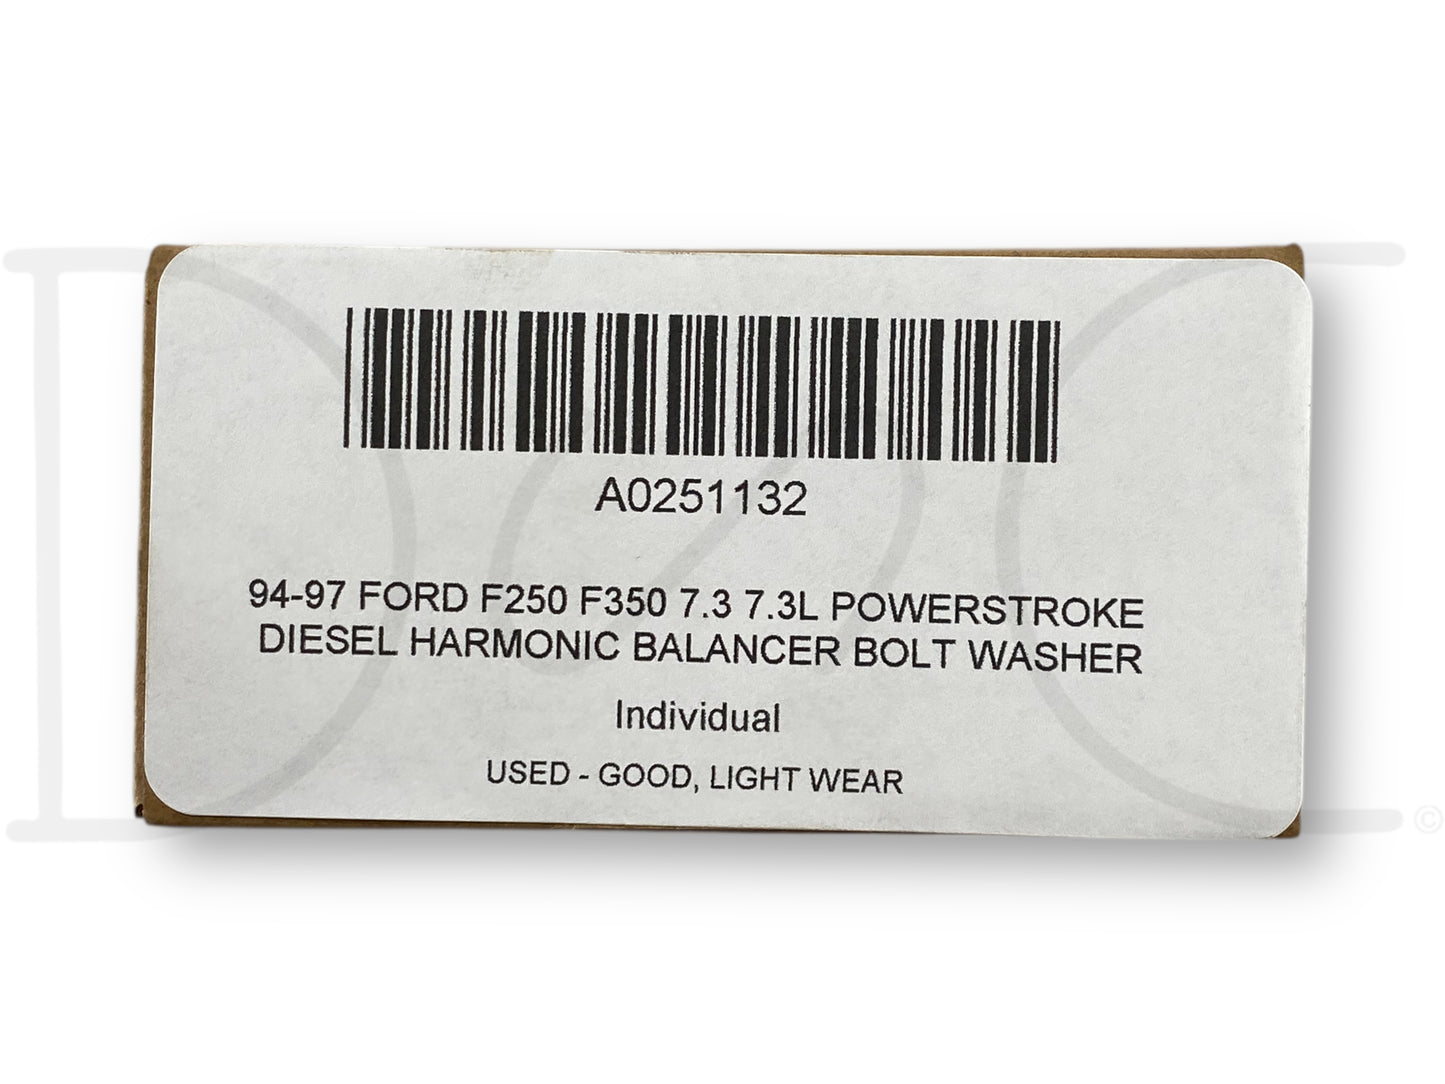 A0251132
94-97 FORD F250 F350 7.3 7.3L POWERSTROKE
DIESEL HARMONIC BALANCER BOLT WASHER
Individual
USED - GOOD, LIGHT WEAR
D2C
©